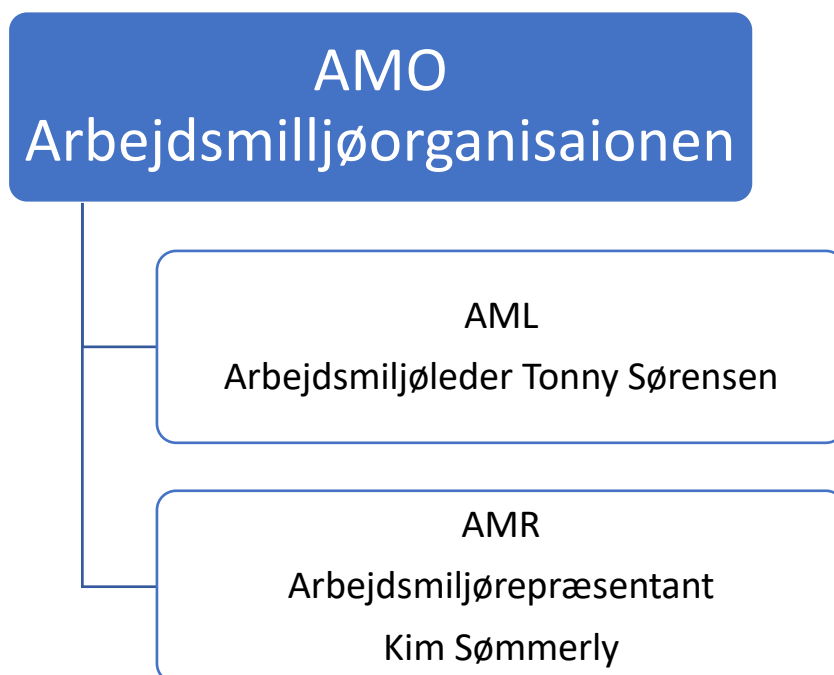 AMO
Arbejdsmilljøorganisaionen
AML
Arbejdsmiljøleder Tonny Sørensen
AMR
Arbejdsmiljørepræsentant
Kim Sømmerly